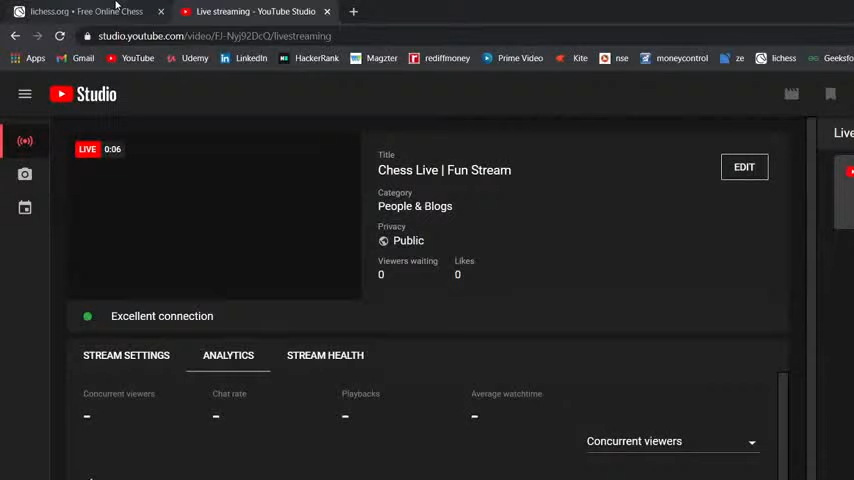 lichess.org • Free Online Chess
Live streaming - YouTube Studio
studio.youtube.com/video/FJ-Nyj92DcQ/livestreaming
Apps Gmail YouTube Udemy LinkedIn HackerRank Magzter rediffmoney Prime Video Kite nse moneycontrol ze lichess Geeksfo
Studio
Live
LIVE 0:06
Title
Chess Live | Fun Stream
EDIT
Category
People & Blogs
Privacy
Public
Viewers waiting Likes
0 0
Excellent connection
STREAM SETTINGS ANALYTICS STREAM HEALTH
Concurrent viewers Chat rate Playbacks Average watchtime
– – – –
Concurrent viewers